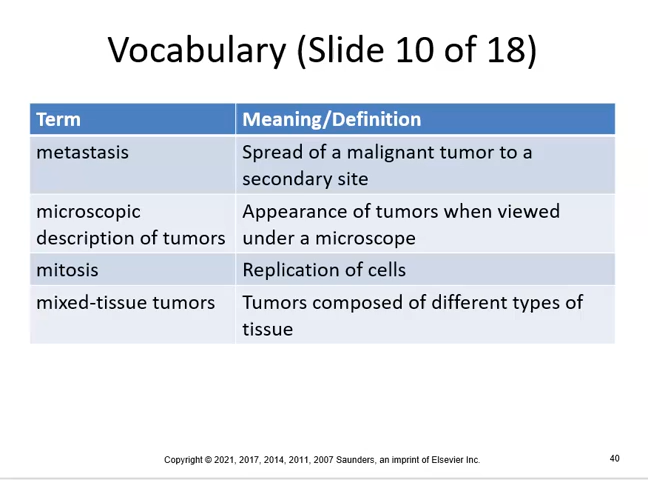 Vocabulary (Slide 10 of 18)
Term Meaning/Definition
metastasis Spread of a malignant tumor to a
secondary site
microscopic Appearance of tumors when viewed
description of tumors under a microscope
mitosis Replication of cells
mixed-tissue tumors Tumors composed of different types of
tissue
Copyright © 2021, 2017, 2014, 2011, 2007 Saunders, an imprint of Elsevier Inc. 40